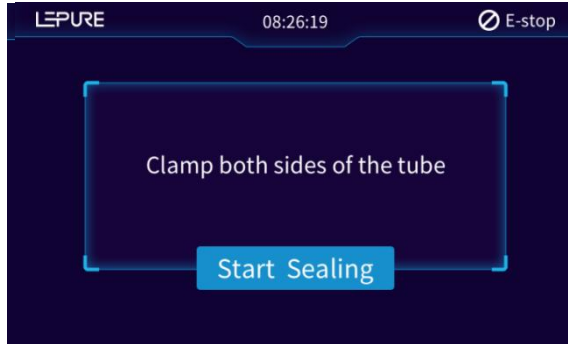 LEPURE
08:26:19
E-stop
Clamp both sides of the tube
Start Sealing